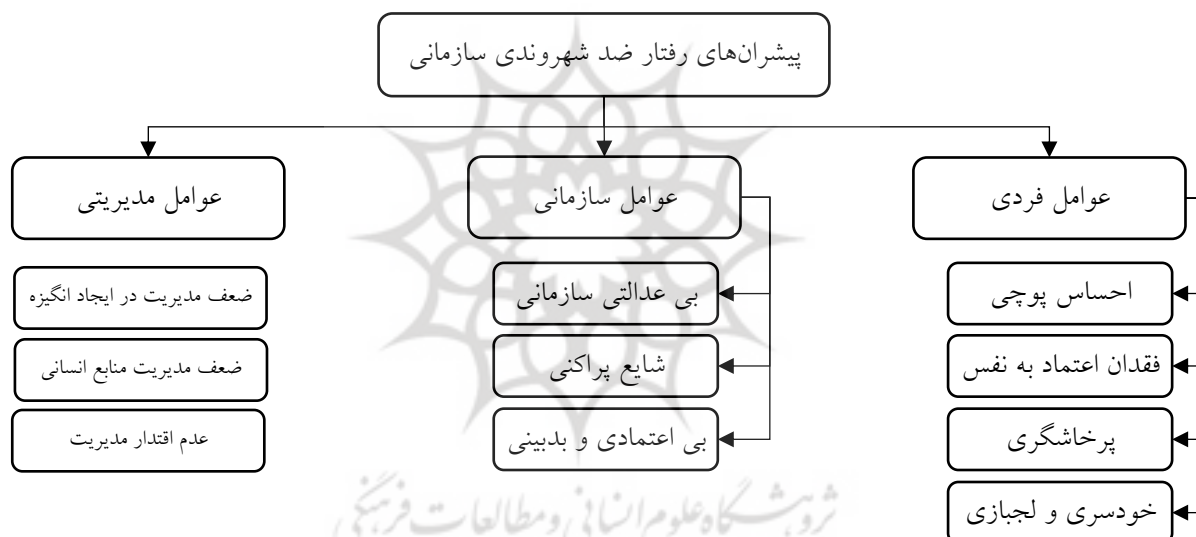 پیشران‌های رفتار ضد شهروندی سازمانی
عوامل فردی
احساس پوچی
فقدان اعتماد به نفس
پرخاشگری
خودسری و لجبازی
عوامل سازمانی
بی عدالتی سازمانی
شایع پراکنی
بی اعتمادی و بدبینی
عوامل مدیریتی
ضعف مدیریت در ایجاد انگیزه
ضعف مدیریت منابع انسانی
عدم اقتدار مدیریت
پژوهشگاه علوم انسانی و مطالعات فرهنگی